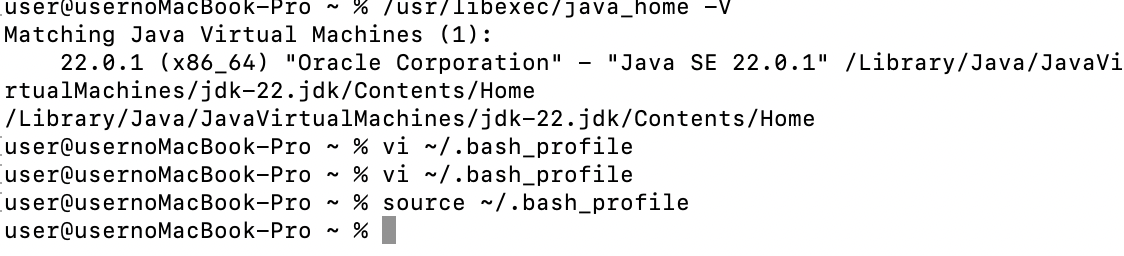 user@usernoMacBook-Pro ~ % /usr/libexec/java_home -V
Matching Java Virtual Machines (1):
    22.0.1 (x86_64) "Oracle Corporation" - "Java SE 22.0.1" /Library/Java/JavaVi
rtualMachines/jdk-22.jdk/Contents/Home
/Library/Java/JavaVirtualMachines/jdk-22.jdk/Contents/Home
user@usernoMacBook-Pro ~ % vi ~/.bash_profile
user@usernoMacBook-Pro ~ % vi ~/.bash_profile
user@usernoMacBook-Pro ~ % source ~/.bash_profile
user@usernoMacBook-Pro ~ %